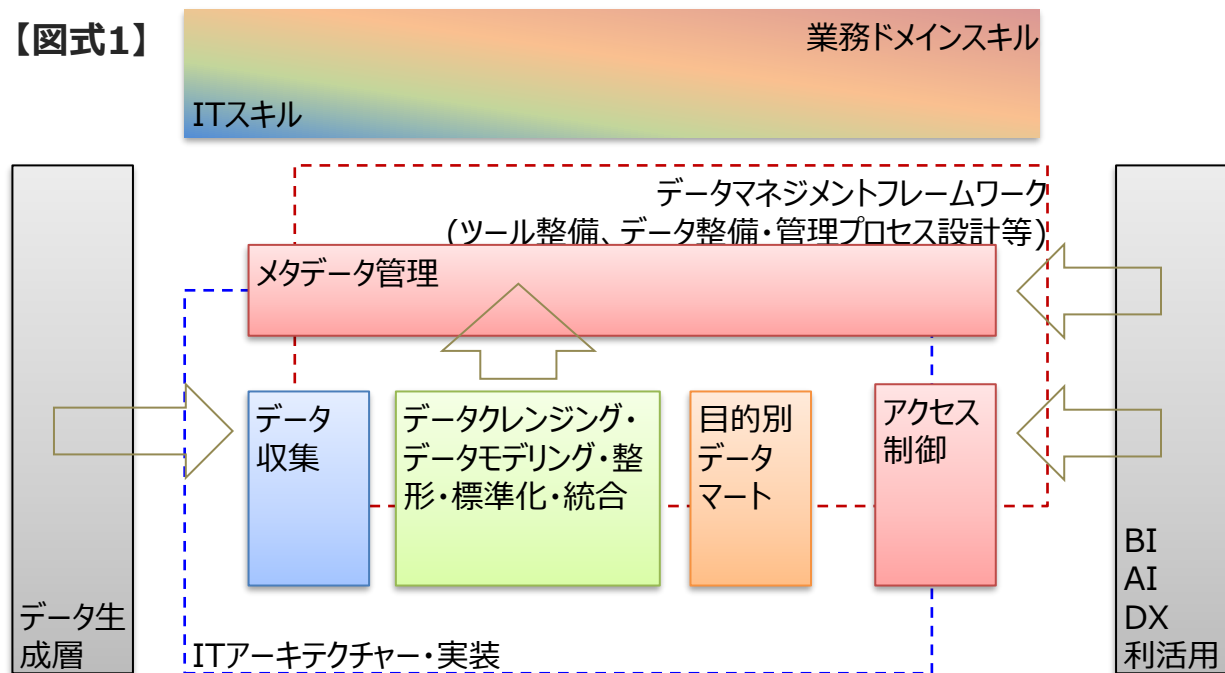 【図式1】
業務ドメインスキル
ITスキル
データマネジメントフレームワーク
(ツール整備、データ整備・管理プロセス設計等)
メタデータ管理
データ
収集
データクレンジング・
データモデリング・整
形・標準化・統合
目的別
データ
マート
アクセス
制御
データ生
成層
ITアーキテクチャー・実装
BI
AI
DX
利活用